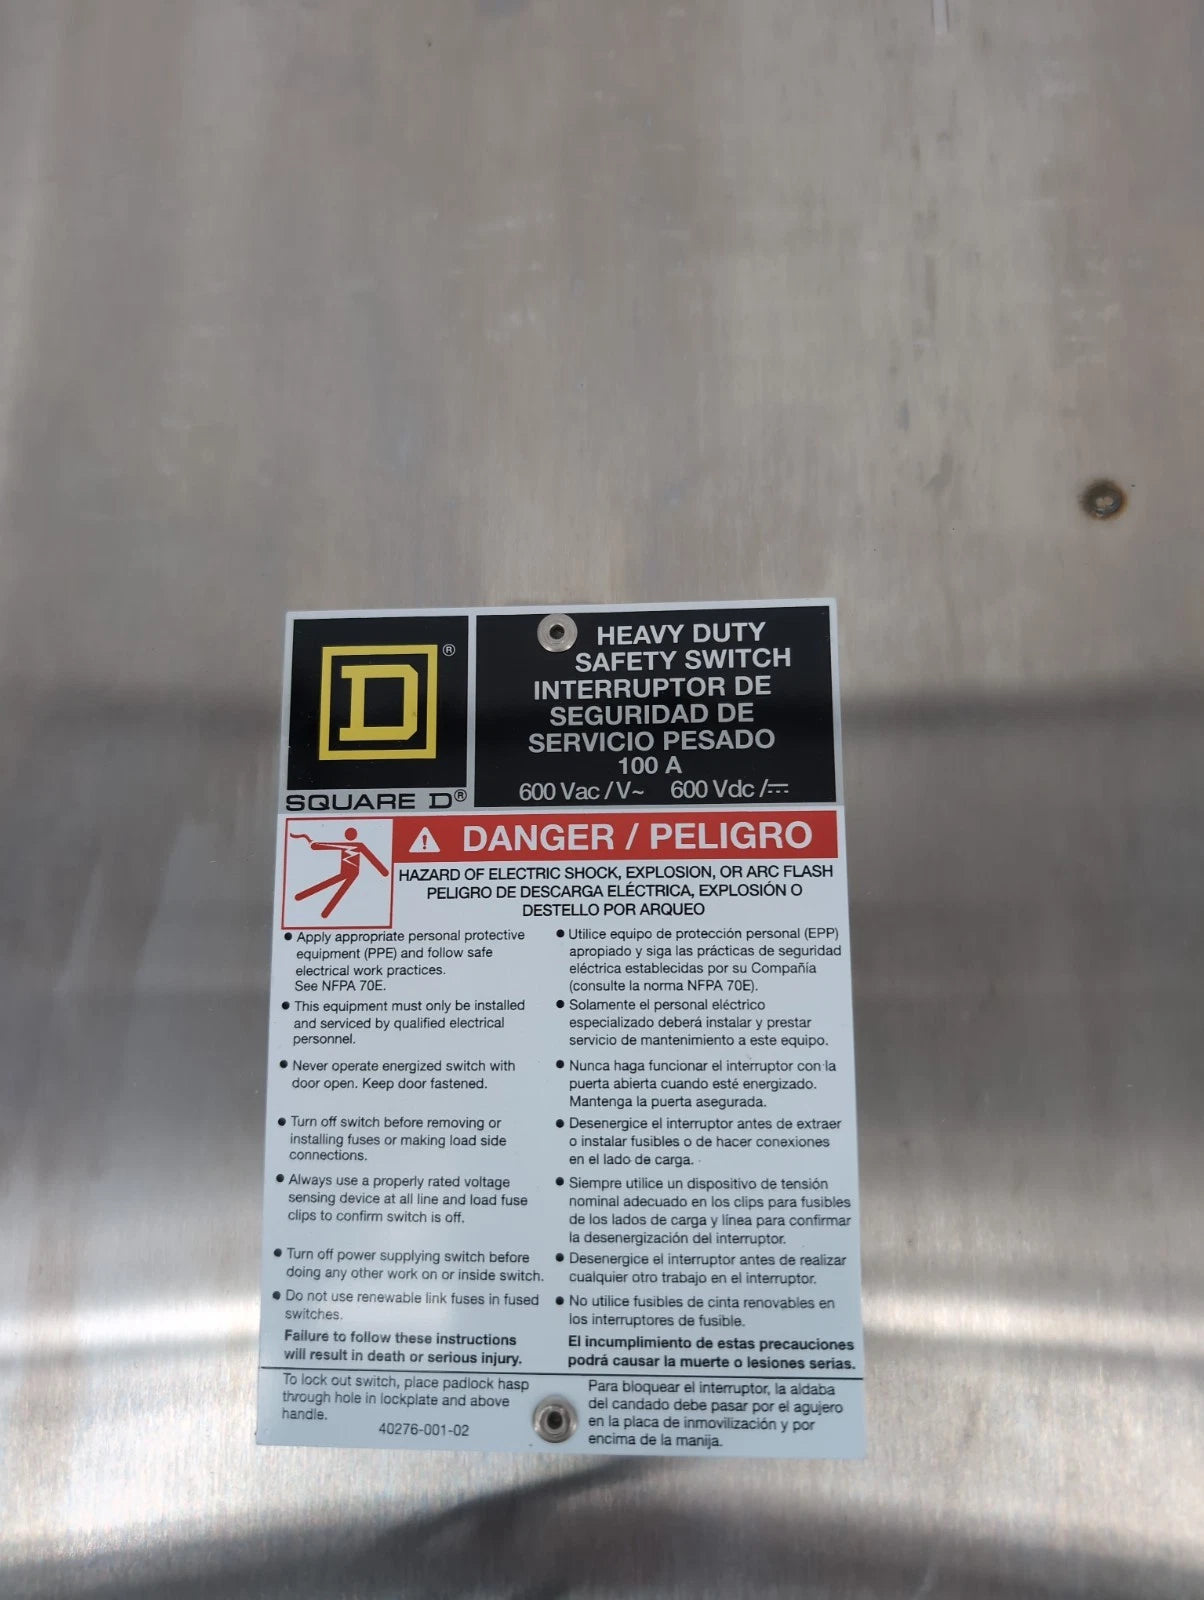 D®
SQUARE D®
HEAVY DUTY
SAFETY SWITCH
INTERRUPTOR DE
SEGURIDAD DE
SERVICIO PESADO
100 A
600 Vac / V~ 600 Vdc /⎓
⚠ DANGER / PELIGRO
HAZARD OF ELECTRIC SHOCK, EXPLOSION, OR ARC FLASH
PELIGRO DE DESCARGA ELÉCTRICA, EXPLOSIÓN O
DESTELLO POR ARQUEO
● Apply appropriate personal protective
equipment (PPE) and follow safe
electrical work practices.
See NFPA 70E.
● This equipment must only be installed
and serviced by qualified electrical
personnel.
● Never operate energized switch with
door open. Keep door fastened.
● Turn off switch before removing or
installing fuses or making load side
connections.
● Always use a properly rated voltage
sensing device at all line and load fuse
clips to confirm switch is off.
● Turn off power supplying switch before
doing any other work on or inside switch.
● Do not use renewable link fuses in fused
switches.
Failure to follow these instructions
will result in death or serious injury.
● Utilice equipo de protección personal (EPP)
apropiado y siga las prácticas de seguridad
eléctrica establecidas por su Compañía
(consulte la norma NFPA 70E).
● Solamente el personal eléctrico
especializado deberá instalar y prestar
servicio de mantenimiento a este equipo.
● Nunca haga funcionar el interruptor con la
puerta abierta cuando esté energizado.
Mantenga la puerta asegurada.
● Desenergice el interruptor antes de extraer
o instalar fusibles o de hacer conexiones
en el lado de carga.
● Siempre utilice un dispositivo de tensión
nominal adecuado en los clips para fusibles
de los lados de carga y línea para confirmar
la desenergización del interruptor.
● Desenergice el interruptor antes de realizar
cualquier otro trabajo en el interruptor.
● No utilice fusibles de cinta renovables en
los interruptores de fusible.
El incumplimiento de estas precauciones
podrá causar la muerte o lesiones serias.
To lock out switch, place padlock hasp
through hole in lockplate and above
handle.
40276-001-02
Para bloquear el interruptor, la aldaba
del candado debe pasar por el agujero
en la placa de inmovilización y por
encima de la manija.